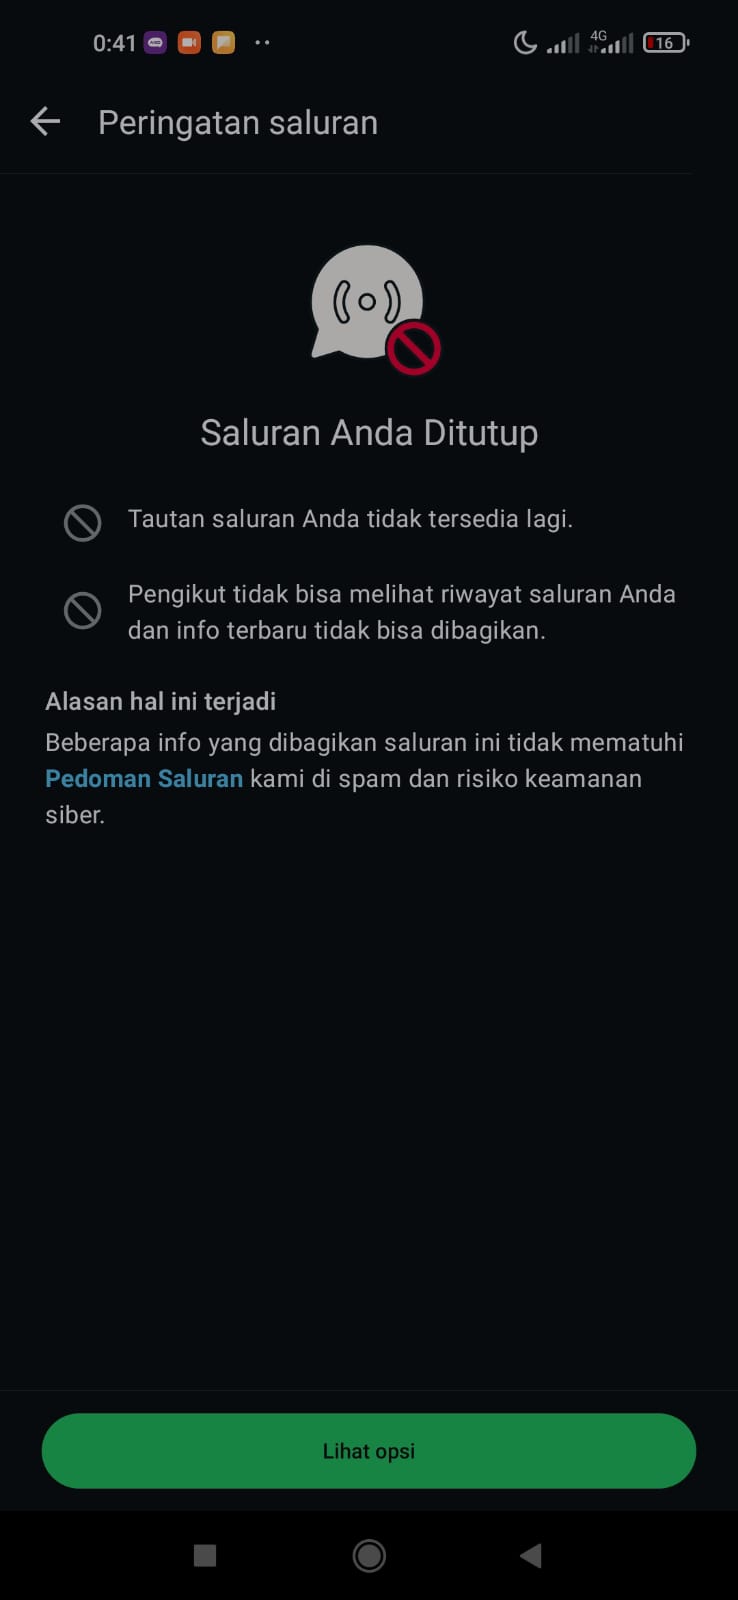 0:41
4G
16
Peringatan saluran
Saluran Anda Ditutup
Tautan saluran Anda tidak tersedia lagi.
Pengikut tidak bisa melihat riwayat saluran Anda
dan info terbaru tidak bisa dibagikan.
Alasan hal ini terjadi
Beberapa info yang dibagikan saluran ini tidak mematuhi
Pedoman Saluran kami di spam dan risiko keamanan
siber.
Lihat opsi